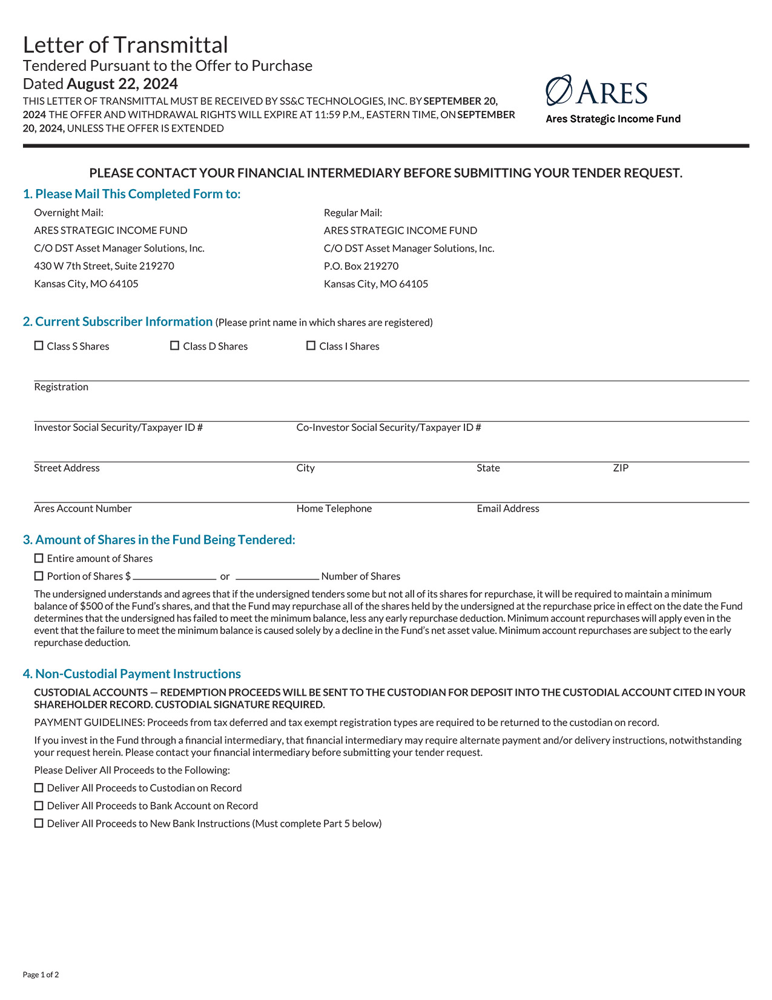 Letter of Transmittal
Tendered Pursuant to the Offer to Purchase
Dated August 22, 2024
THIS LETTER OF TRANSMITTAL MUST BE RECEIVED BY SS&C TECHNOLOGIES, INC. BY SEPTEMBER 20,
2024 THE OFFER AND WITHDRAWAL RIGHTS WILL EXPIRE AT 11:59 P.M., EASTERN TIME, ON SEPTEMBER
20, 2024, UNLESS THE OFFER IS EXTENDED
ARES
Ares Strategic Income Fund
PLEASE CONTACT YOUR FINANCIAL INTERMEDIARY BEFORE SUBMITTING YOUR TENDER REQUEST.
1. Please Mail This Completed Form to:
Overnight Mail:
ARES STRATEGIC INCOME FUND
C/O DST Asset Manager Solutions, Inc.
430 W 7th Street, Suite 219270
Kansas City, MO 64105
Regular Mail:
ARES STRATEGIC INCOME FUND
C/O DST Asset Manager Solutions, Inc.
P.O. Box 219270
Kansas City, MO 64105
2. Current Subscriber Information (Please print name in which shares are registered)
Class S Shares Class D Shares Class I Shares
Registration
Investor Social Security/Taxpayer ID # Co-Investor Social Security/Taxpayer ID #
Street Address City State ZIP
Ares Account Number Home Telephone Email Address
3. Amount of Shares in the Fund Being Tendered:
Entire amount of Shares
Portion of Shares $ or Number of Shares
The undersigned understands and agrees that if the undersigned tenders some but not all of its shares for repurchase, it will be required to maintain a minimum
balance of $500 of the Fund's shares, and that the Fund may repurchase all of the shares held by the undersigned at the repurchase price in effect on the date the Fund
determines that the undersigned has failed to meet the minimum balance, less any early repurchase deduction. Minimum account repurchases will apply even in the
event that the failure to meet the minimum balance is caused solely by a decline in the Fund's net asset value. Minimum account repurchases are subject to the early
repurchase deduction.
4. Non-Custodial Payment Instructions
CUSTODIAL ACCOUNTS — REDEMPTION PROCEEDS WILL BE SENT TO THE CUSTODIAN FOR DEPOSIT INTO THE CUSTODIAL ACCOUNT CITED IN YOUR
SHAREHOLDER RECORD. CUSTODIAL SIGNATURE REQUIRED.
PAYMENT GUIDELINES: Proceeds from tax deferred and tax exempt registration types are required to be returned to the custodian on record.
If you invest in the Fund through a financial intermediary, that financial intermediary may require alternate payment and/or delivery instructions, notwithstanding
your request herein. Please contact your financial intermediary before submitting your tender request.
Please Deliver All Proceeds to the Following:
Deliver All Proceeds to Custodian on Record
Deliver All Proceeds to Bank Account on Record
Deliver All Proceeds to New Bank Instructions (Must complete Part 5 below)
Page 1 of 2